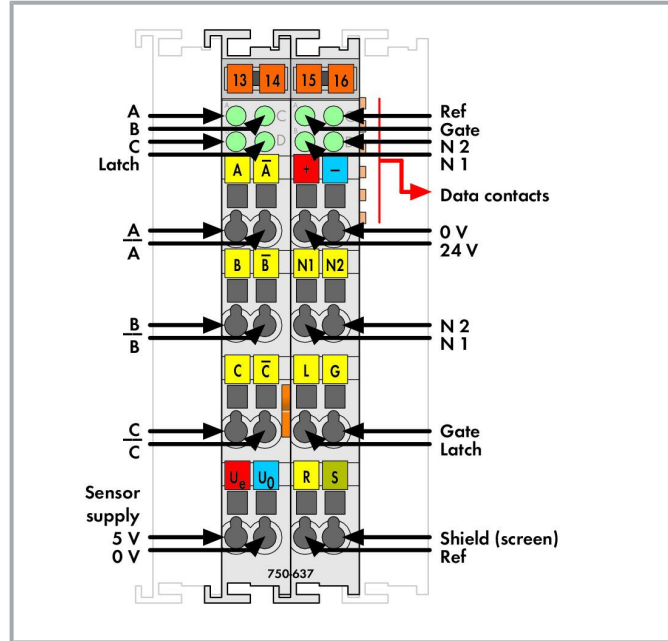 13 14 15 16
A
B
C
Latch
Ref
Gate
N 2
N 1
A C A
D B
A A̅ + −
Data contacts
A
A̅
0 V
24 V
B B̅ N1 N2
B
B̅
N 2
N 1
C C̅ L G
C
C̅
Gate
Latch
Ue U0 R S
Sensor
supply
5 V
0 V
Shield (screen)
Ref
750-637